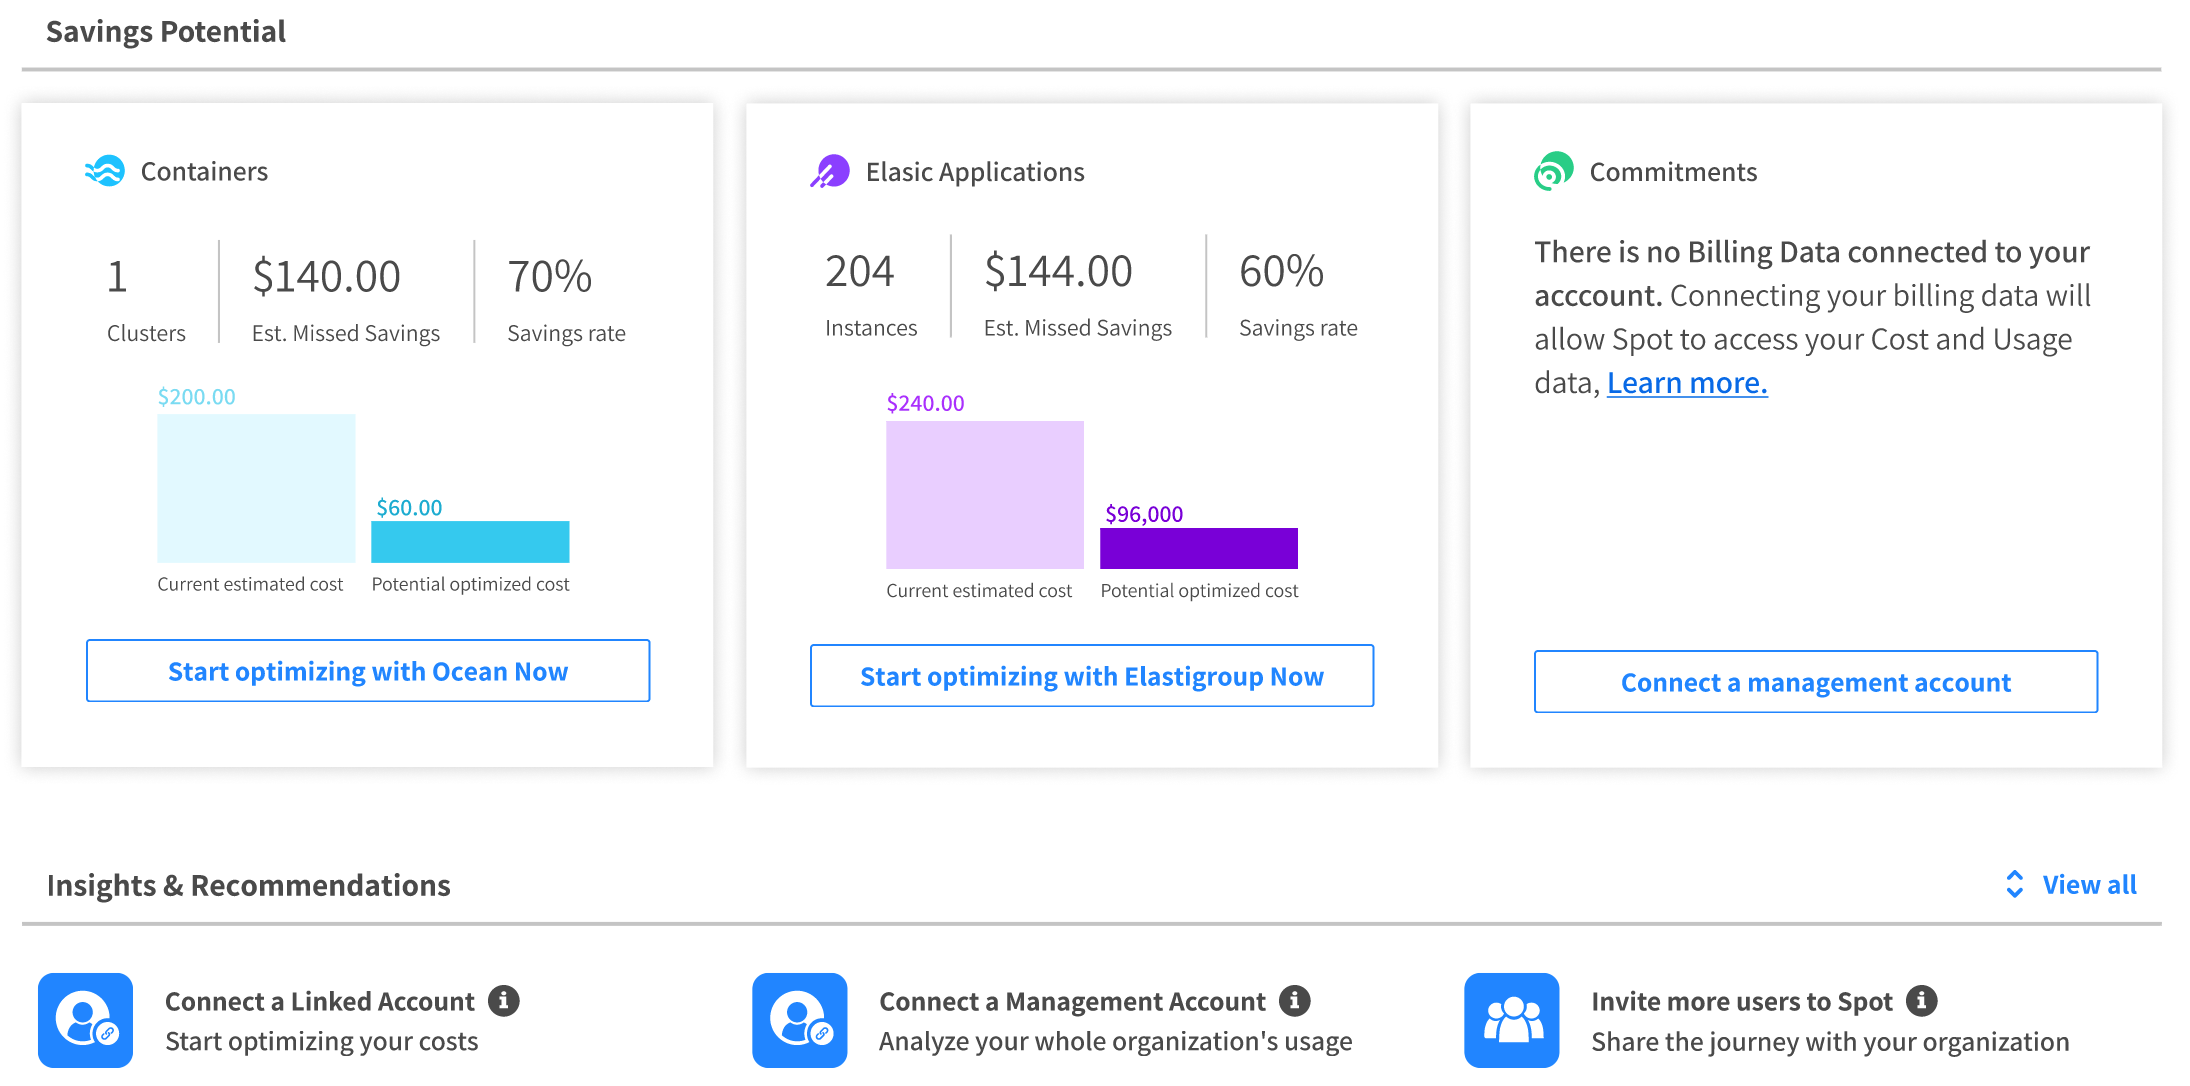 Savings Potential
Containers
1
Clusters
$140.00
Est. Missed Savings
70%
Savings rate
$200.00
$60.00
Current estimated cost
Potential optimized cost
Start optimizing with Ocean Now
Elasic Applications
204
Instances
$144.00
Est. Missed Savings
60%
Savings rate
$240.00
$96,000
Current estimated cost
Potential optimized cost
Start optimizing with Elastigroup Now
Commitments
There is no Billing Data connected to your
acccount. Connecting your billing data will
allow Spot to access your Cost and Usage
data, Learn more.
Connect a management account
Insights & Recommendations
View all
Connect a Linked Account
Start optimizing your costs
Connect a Management Account
Analyze your whole organization's usage
Invite more users to Spot
Share the journey with your organization